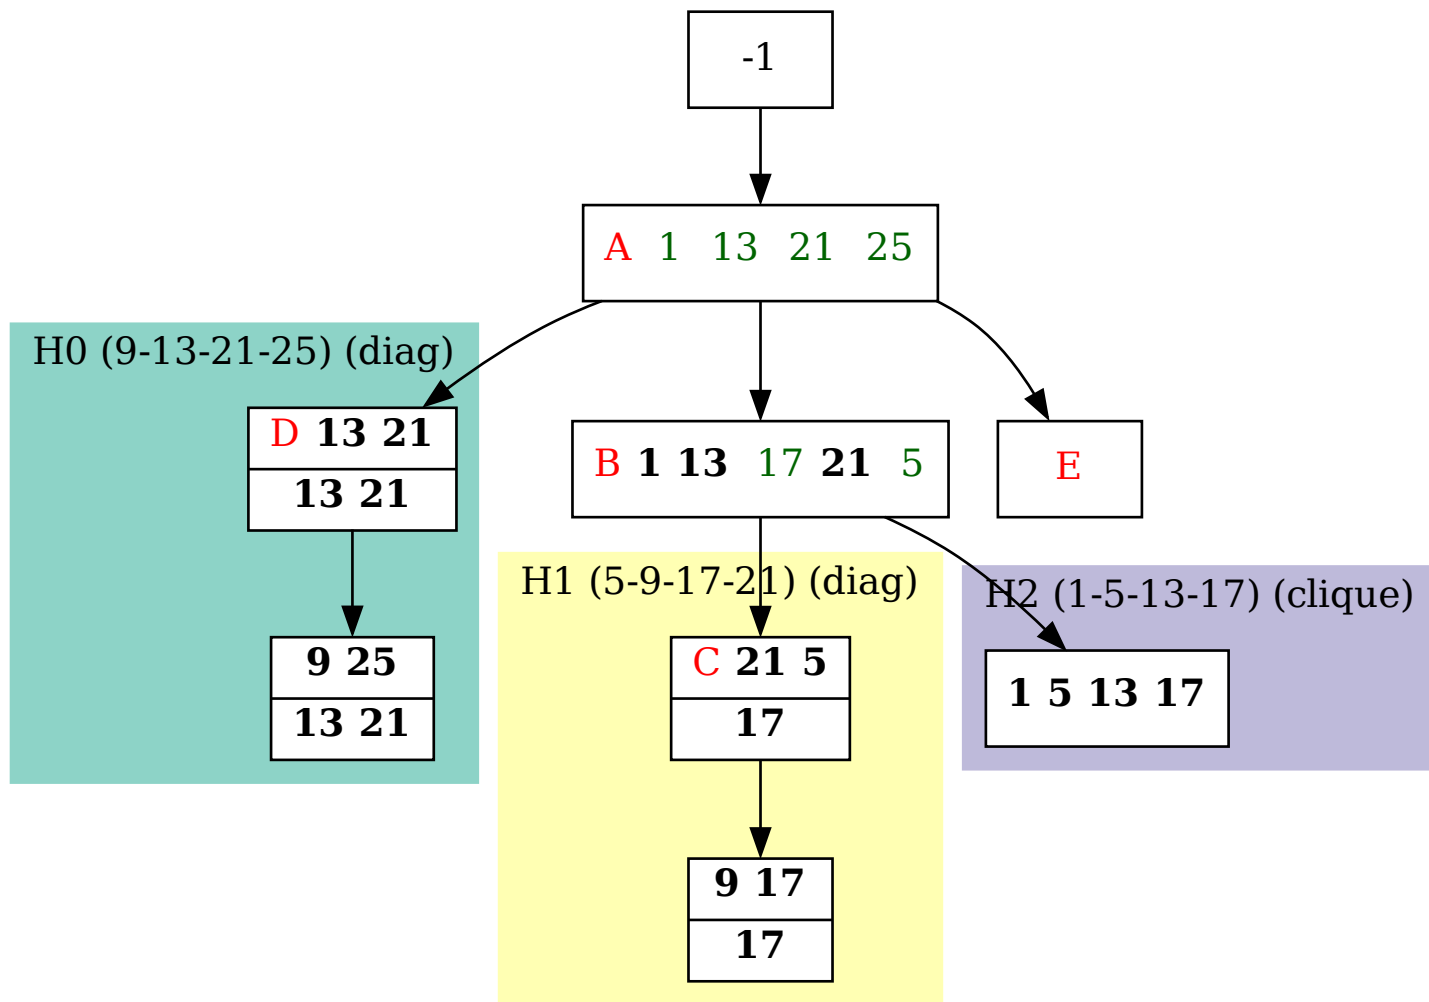 -1
A 1 13 21 25
H0 (9-13-21-25) (diag)
D 13 21
13 21
B 1 13 17 21 5
E
H1 (5-9-17-21) (diag)
H2 (1-5-13-17) (clique)
9 25
13 21
C 21 5
17
1 5 13 17
9 17
17